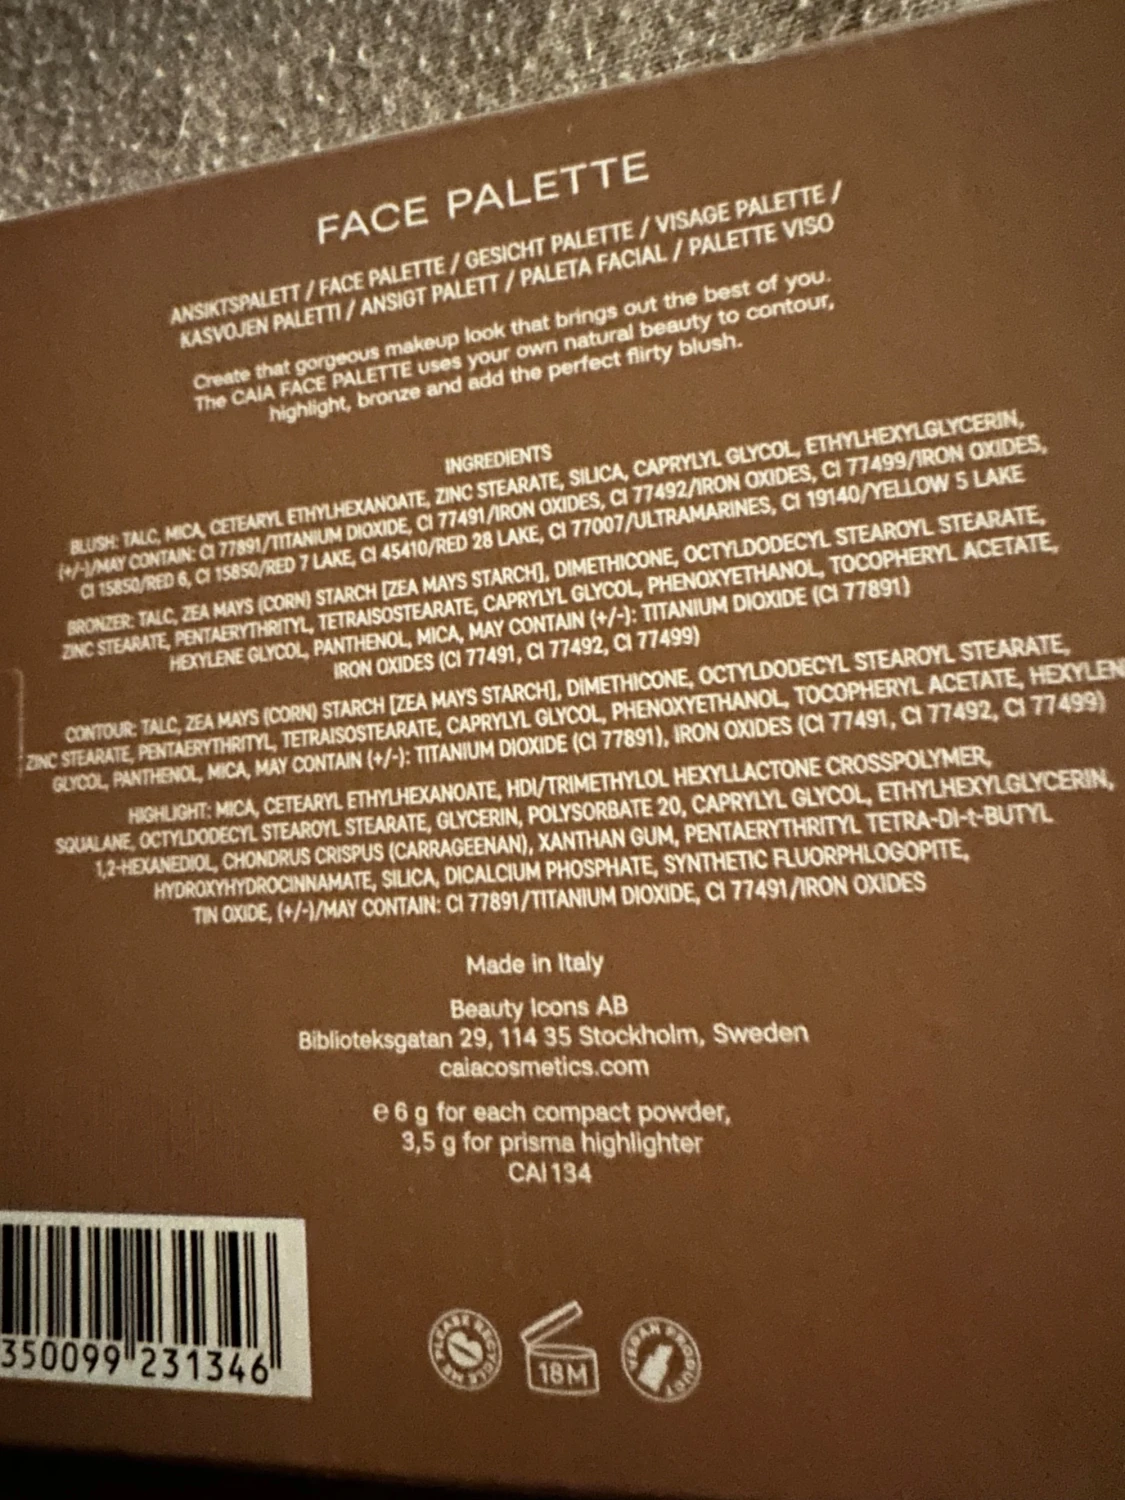 FACE PALETTE
ANSIKTSPALETT / FACE PALETTE / GESICHT PALETTE / VISAGE PALETTE /
KASVOJEN PALETTI / ANSIGT PALETT / PALETA FACIAL / PALETTE VISO
Create that gorgeous makeup look that brings out the best of you.
The CAIA FACE PALETTE uses your own natural beauty to contour,
highlight, bronze and add the perfect flirty blush.
INGREDIENTS
BLUSH: TALC, MICA, CETEARYL ETHYLHEXANOATE, ZINC STEARATE, SILICA, CAPRYLYL GLYCOL, ETHYLHEXYLGLYCERIN,
(+/-)/MAY CONTAIN: CI 77891/TITANIUM DIOXIDE, CI 77491/IRON OXIDES, CI 77492/IRON OXIDES, CI 77499/IRON OXIDES,
CI 15850/RED 6, CI 15850/RED 7 LAKE, CI 45410/RED 28 LAKE, CI 77007/ULTRAMARINES, CI 19140/YELLOW 5 LAKE
BRONZER: TALC, ZEA MAYS (CORN) STARCH [ZEA MAYS STARCH], DIMETHICONE, OCTYLDODECYL STEAROYL STEARATE,
ZINC STEARATE, PENTAERYTHRITYL, TETRAISOSTEARATE, CAPRYLYL GLYCOL, PHENOXYETHANOL, TOCOPHERYL ACETATE,
HEXYLENE GLYCOL, PANTHENOL, MICA, MAY CONTAIN (+/-): TITANIUM DIOXIDE (CI 77891)
IRON OXIDES (CI 77491, CI 77492, CI 77499)
CONTOUR: TALC, ZEA MAYS (CORN) STARCH [ZEA MAYS STARCH], DIMETHICONE, OCTYLDODECYL STEAROYL STEARATE,
ZINC STEARATE, PENTAERYTHRITYL, TETRAISOSTEARATE, CAPRYLYL GLYCOL, PHENOXYETHANOL, TOCOPHERYL ACETATE, HEXYLEN
GLYCOL, PANTHENOL, MICA, MAY CONTAIN (+/-): TITANIUM DIOXIDE (CI 77891), IRON OXIDES (CI 77491, CI 77492, CI 77499)
HIGHLIGHT: MICA, CETEARYL ETHYLHEXANOATE, HDI/TRIMETHYLOL HEXYLLACTONE CROSSPOLYMER,
SQUALANE, OCTYLDODECYL STEAROYL STEARATE, GLYCERIN, POLYSORBATE 20, CAPRYLYL GLYCOL, ETHYLHEXYLGLYCERIN,
1,2-HEXANEDIOL, CHONDRUS CRISPUS (CARRAGEENAN), XANTHAN GUM, PENTAERYTHRITYL TETRA-DI-t-BUTYL
HYDROXYHYDROCINNAMATE, SILICA, DICALCIUM PHOSPHATE, SYNTHETIC FLUORPHLOGOPITE,
TIN OXIDE, (+/-)/MAY CONTAIN: CI 77891/TITANIUM DIOXIDE, CI 77491/IRON OXIDES
Made in Italy
Beauty Icons AB
Biblioteksgatan 29, 114 35 Stockholm, Sweden
caiacosmetics.com
e 6 g for each compact powder,
3,5 g for prisma highlighter
CAI 134
350099 231346
PLEASE RECYCLE ME
18M
VEGAN PRODUCT